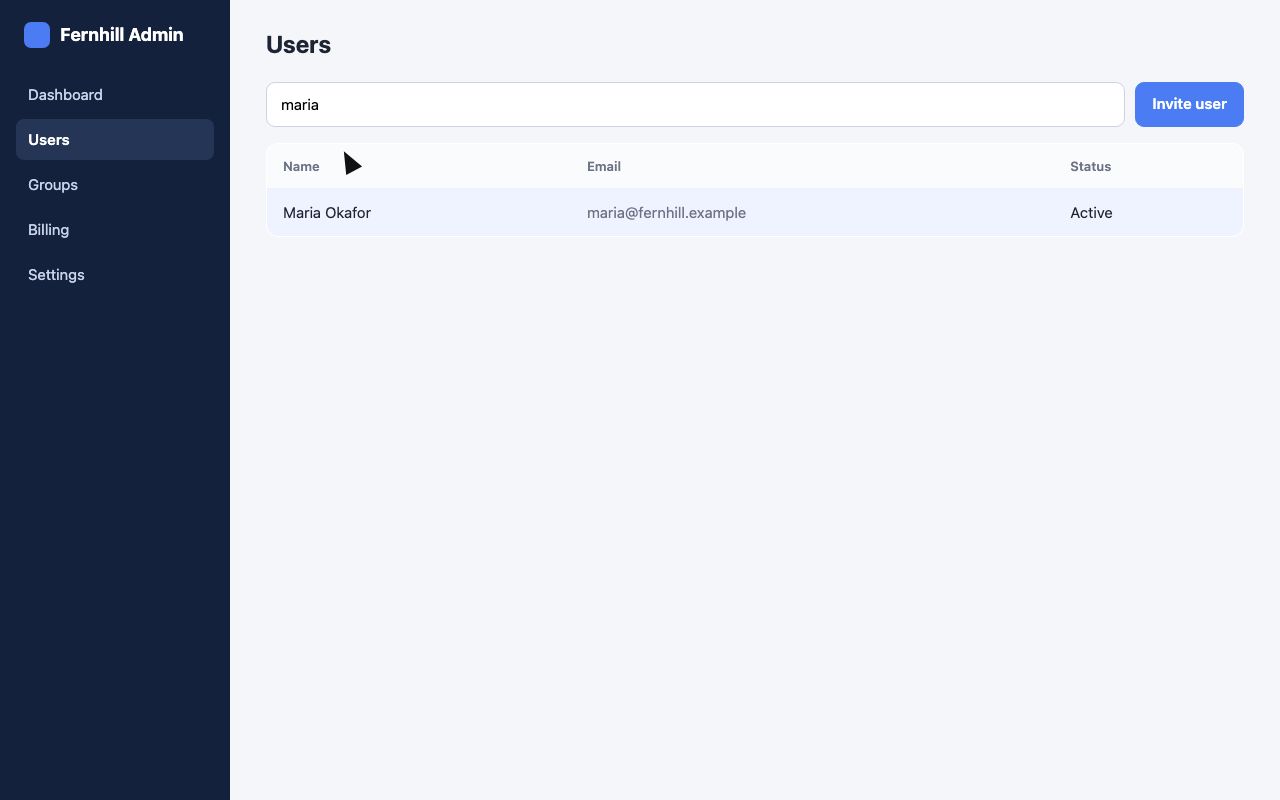 Fernhill Admin
Dashboard
Users
Groups
Billing
Settings
Users
maria
Invite user
Name Email Status
Maria Okafor maria@fernhill.example Active